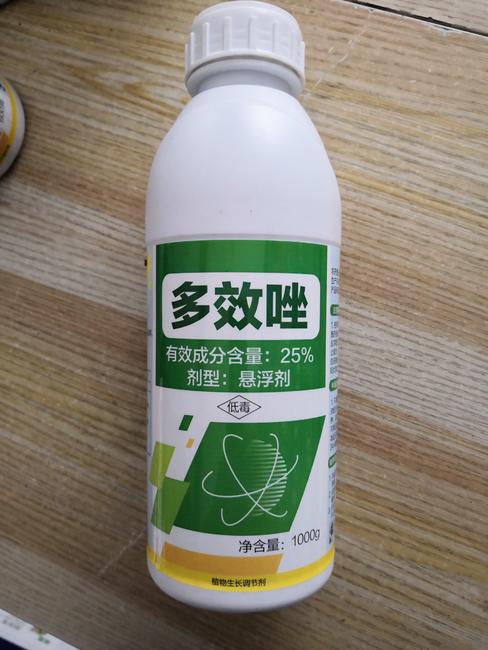 多效唑
有效成分含量：25%
剂型：悬浮剂
低毒
净含量：1000g
植物生长调节剂